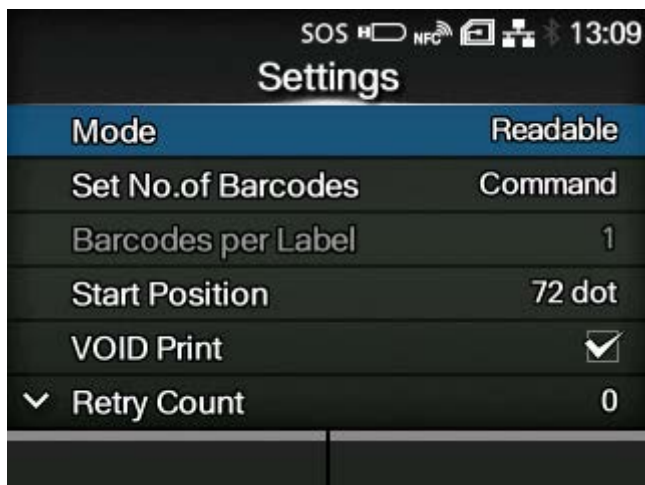 SOS NFC 13:09
Settings
Mode Readable
Set No.of Barcodes Command
Barcodes per Label 1
Start Position 72 dot
VOID Print
Retry Count 0